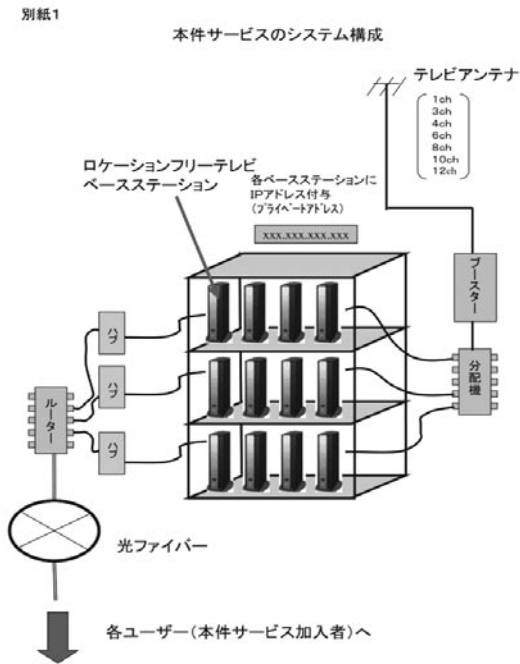 別紙1
本件サービスのシステム構成
テレビアンテナ
1ch
3ch
4ch
6ch
8ch
10ch
12ch
ロケーションフリーテレビ
ベースステーション
各ベースステーションに
IPアドレス付与
(プライベートアドレス)
xxx.xxx.xxx.xxx
ブースター
ハブ
分配機
ハブ
ルーター
ハブ
光ファイバー
各ユーザー(本件サービス加入者)へ